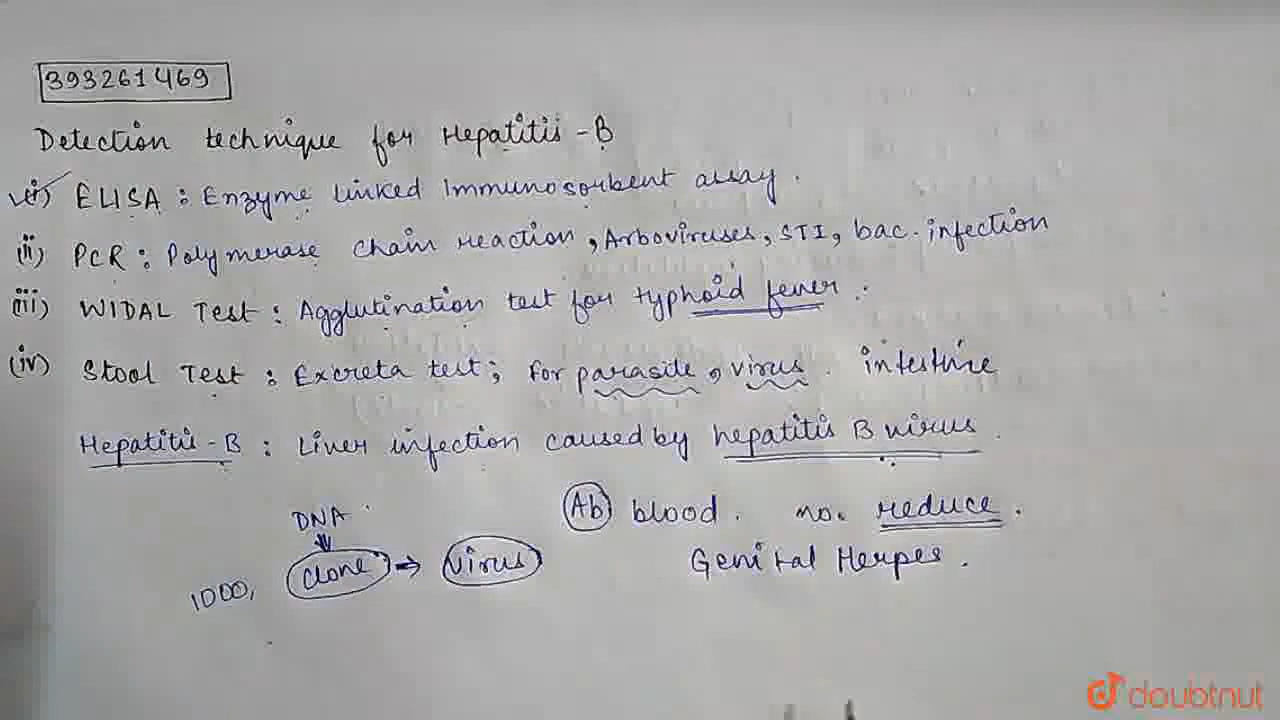 393261469
Detection technique for Hepatitis-B
(i) ELISA : Enzyme linked immunosorbent assay.
(ii) PCR : Polymerase chain reaction, Arboviruses, STI, bac. infection
(iii) WIDAL Test : Agglutination test for typhoid fever.
(iv) Stool Test : Excreta test; for parasite, virus. intestine
Hepatitis-B : Liver infection caused by hepatitis B virus.
DNA Ab blood. no. reduce.
1000, clone → virus Genital Herpes.
doubtnut